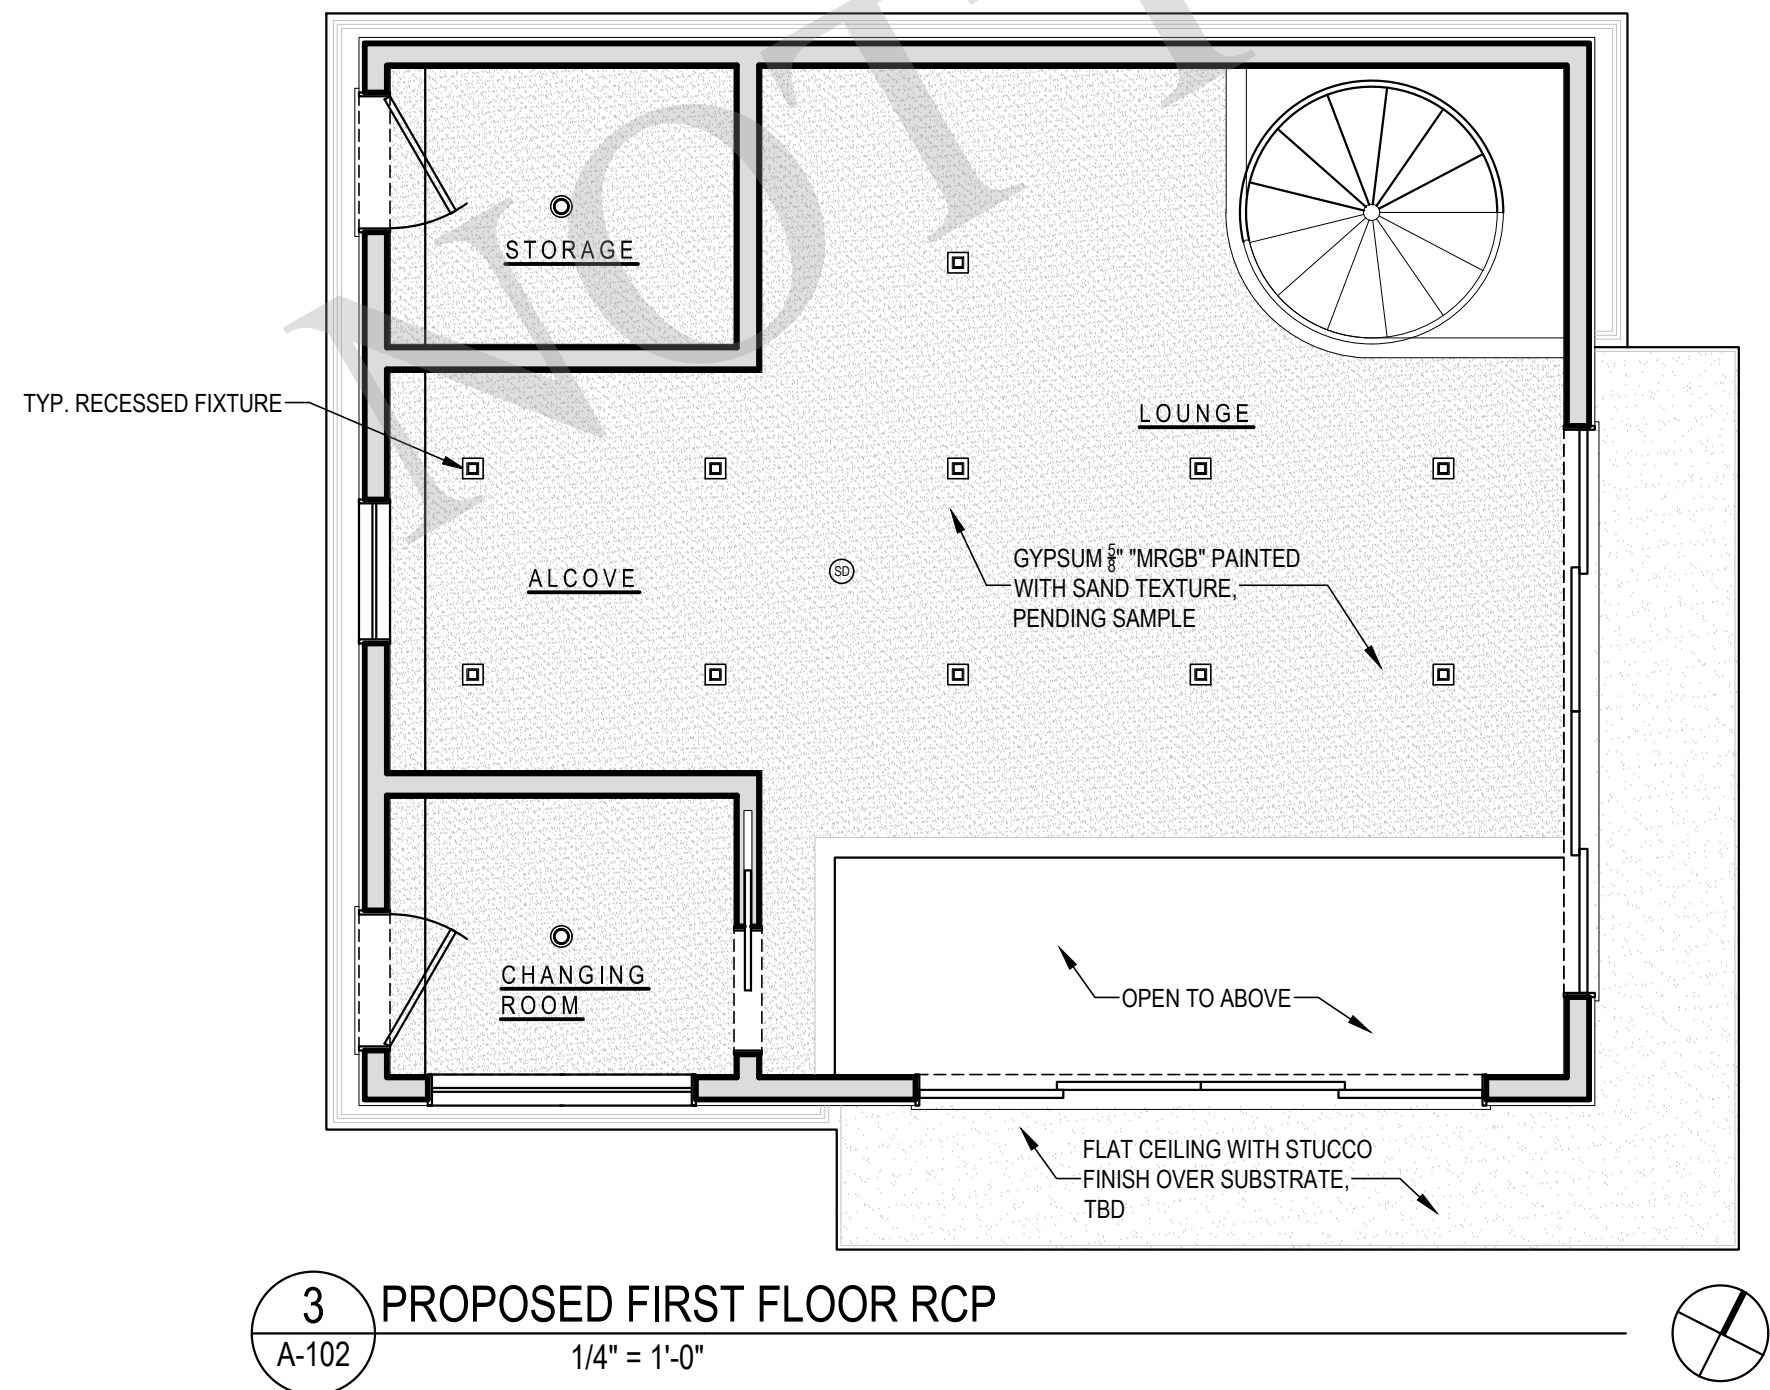 NOT
STORAGE
TYP. RECESSED FIXTURE
LOUNGE
ALCOVE
SD
GYPSUM 5/8" "MRGB" PAINTED
WITH SAND TEXTURE,
PENDING SAMPLE
CHANGING
ROOM
OPEN TO ABOVE
FLAT CEILING WITH STUCCO
FINISH OVER SUBSTRATE,
TBD
3
PROPOSED FIRST FLOOR RCP
A-102
1/4" = 1'-0"